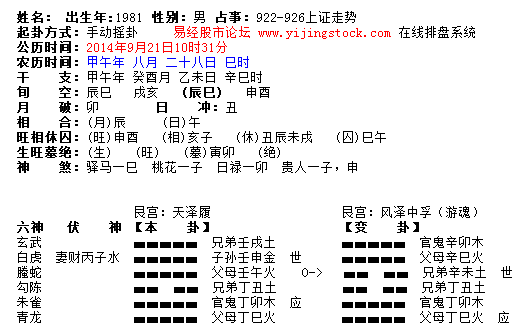 姓名： 出生年:1981 性别: 男 占事: 922-926上证走势
起卦方式：手动摇卦 易经股市论坛 www.yijingstock.com 在线排盘系统
公历时间：2014年9月21日10时31分
农历时间：甲午年 八月 二十八日 巳时
干 支：甲午年 癸酉月 乙未日 辛巳时
旬 空：辰巳 戌亥 (辰巳) 申酉
月 破：卯 日 冲：丑
相 合：(月)辰 (日)午
旺相休囚：(旺)申酉 (相)亥子 (休)丑辰未戌 (囚)巳午
生旺墓绝：(生) (旺) (墓)寅卯 (绝)
神 煞：驿马—巳 桃花—子 日禄—卯 贵人—子，申
艮宫：天泽履 艮宫：风泽中孚（游魂）
六神 伏 神 【本 卦】 【变 卦】
玄武 兄弟壬戌土 官鬼辛卯木
白虎 妻财丙子水 子孙壬申金 世 父母辛巳火
螣蛇 父母壬午火 O-> 兄弟辛未土 世
勾陈 兄弟丁丑土 兄弟丁丑土
朱雀 官鬼丁卯木 应 官鬼丁卯木
青龙 父母丁巳火 父母丁巳火 应